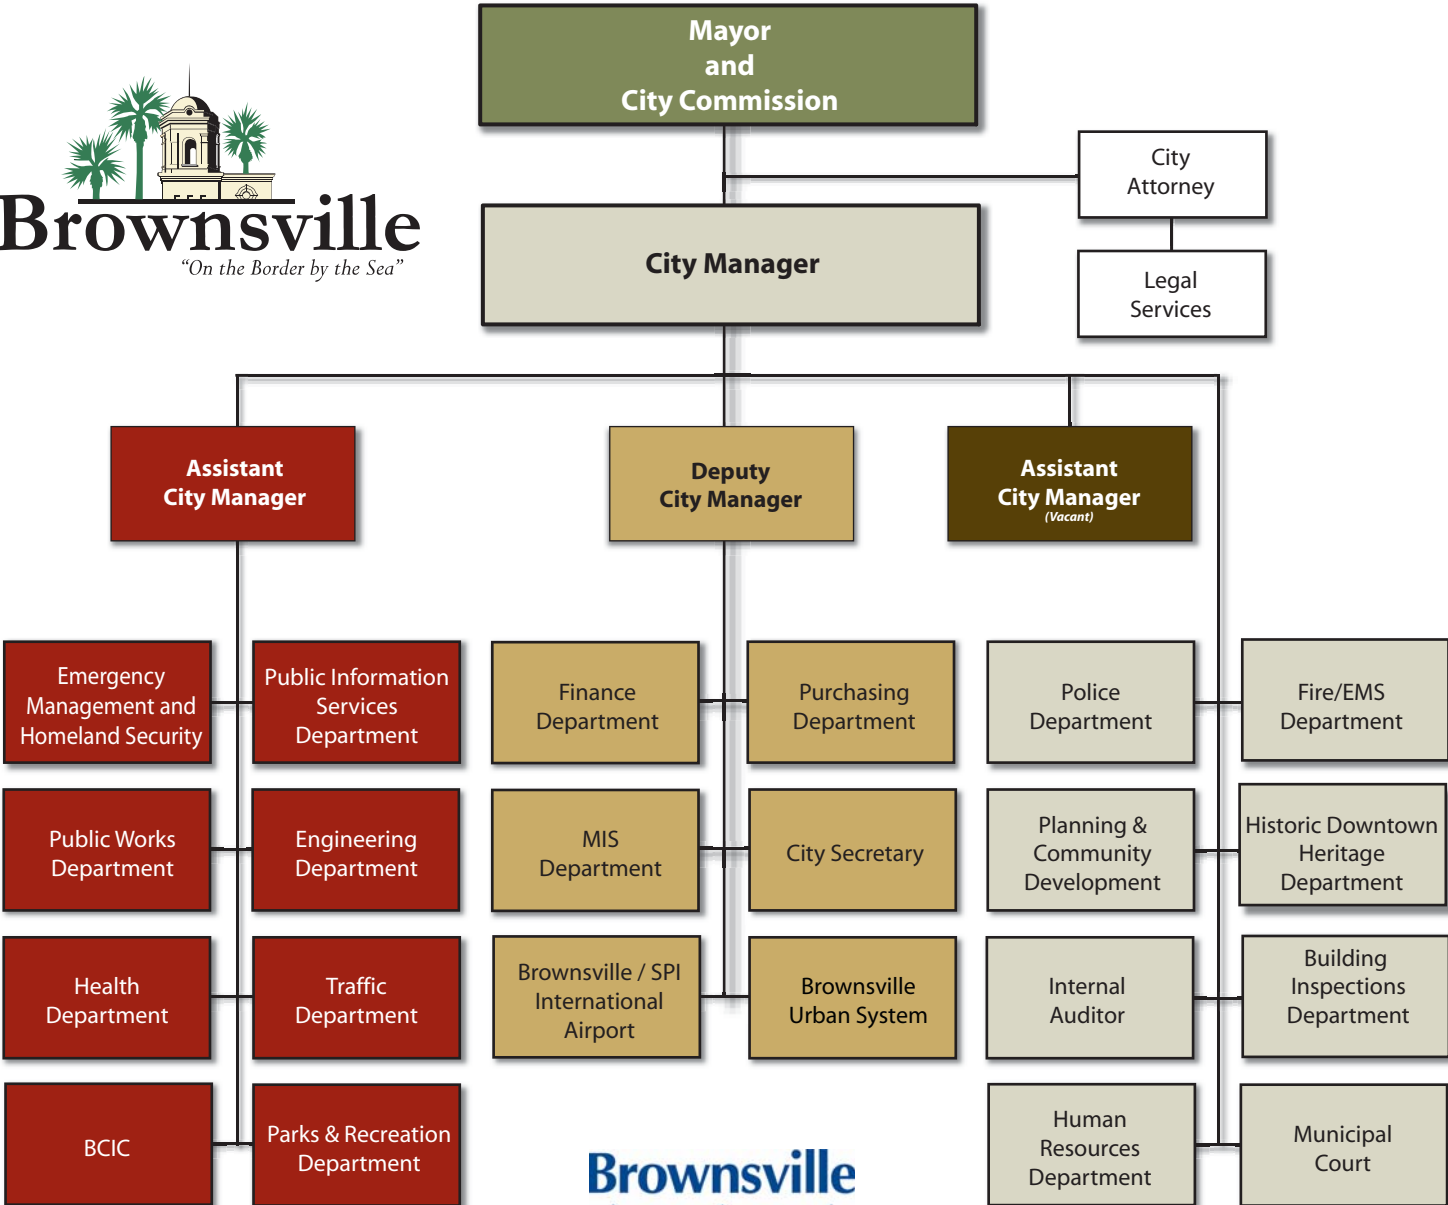 Mayor
and
City Commission
Brownsville
“On the Border by the Sea”
City
Attorney
City Manager
Legal
Services
Assistant
City Manager
Deputy
City Manager
Assistant
City Manager
(Vacant)
Emergency
Management and
Homeland Security
Public Information
Services
Department
Finance
Department
Purchasing
Department
Police
Department
Fire/EMS
Department
Public Works
Department
Engineering
Department
MIS
Department
City Secretary
Planning &
Community
Development
Historic Downtown
Heritage
Department
Health
Department
Traffic
Department
Brownsville / SPI
International
Airport
Brownsville
Urban System
Internal
Auditor
Building
Inspections
Department
BCIC
Parks & Recreation
Department
Human
Resources
Department
Municipal
Court
Brownsville